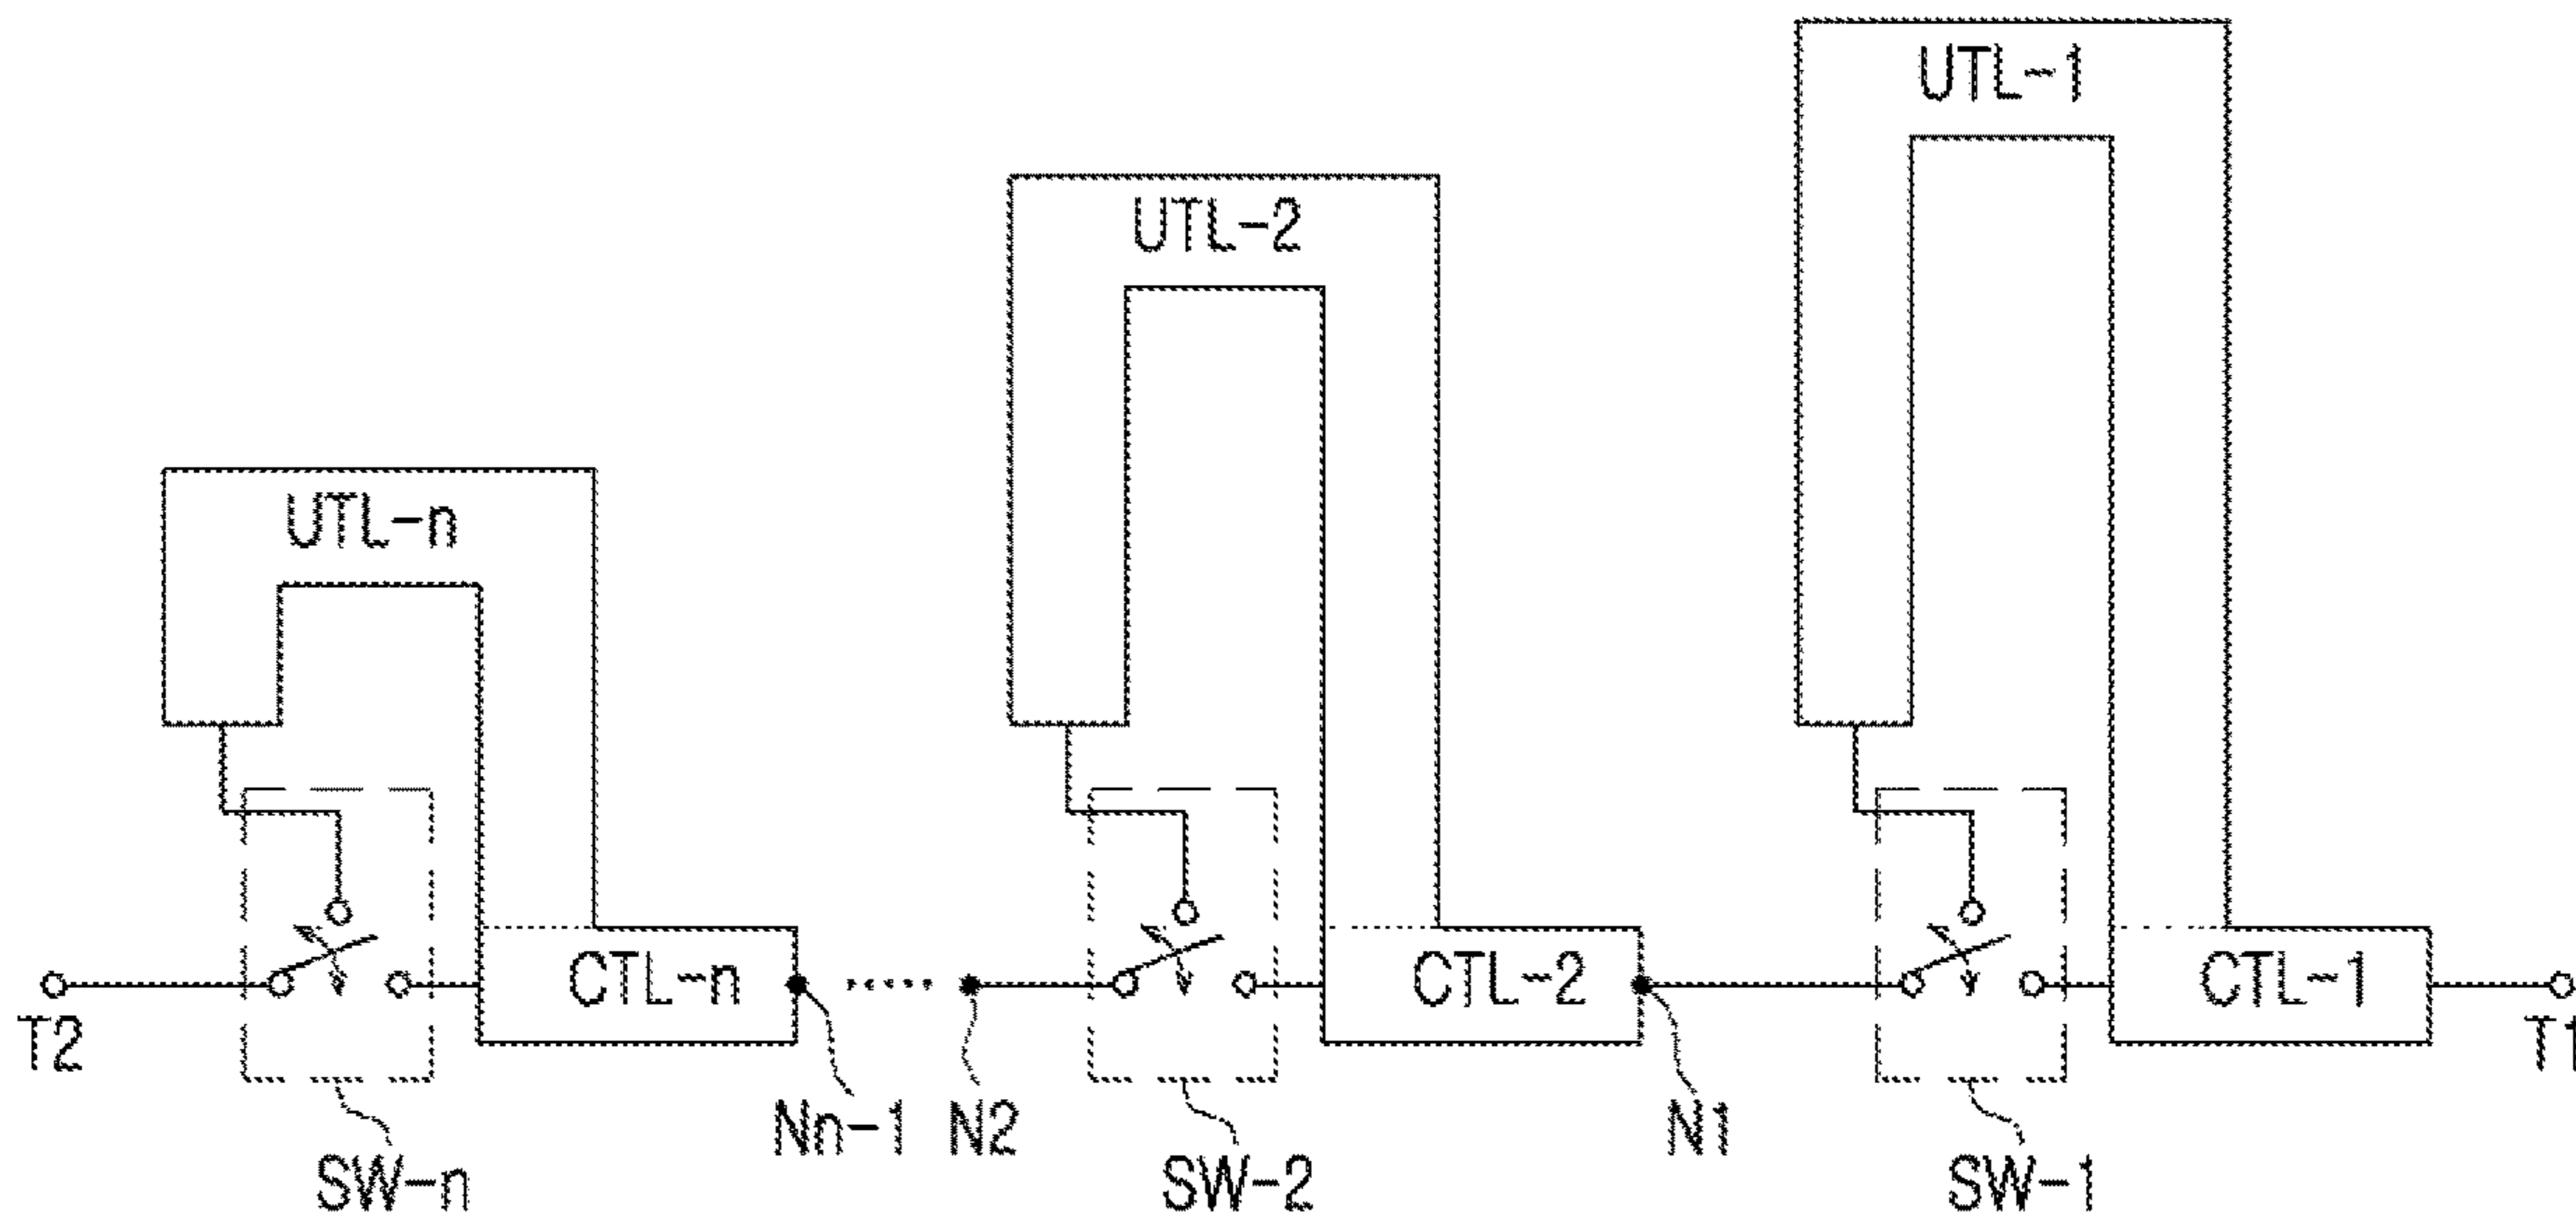 UTL-1
UTL-2
UTL-n
CTL-n
CTL-2
CTL-1
T2
T1
Nn-1
N2
N1
SW-n
SW-2
SW-1